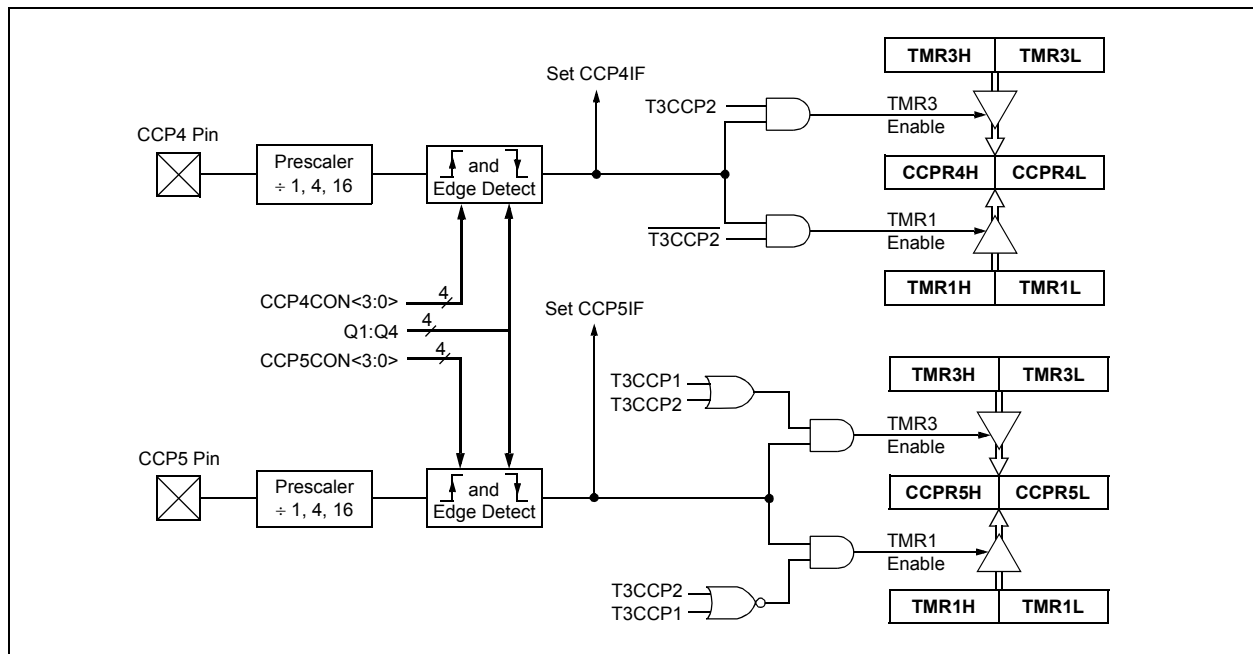 TMR3H TMR3L
Set CCP4IF
T3CCP2
TMR3
Enable
CCP4 Pin
Prescaler
÷ 1, 4, 16
and
Edge Detect
CCPR4H CCPR4L
T3CCP2
TMR1
Enable
TMR1H TMR1L
CCP4CON<3:0>
4
Q1:Q4
4
CCP5CON<3:0>
4
Set CCP5IF
TMR3H TMR3L
T3CCP1
T3CCP2
TMR3
Enable
CCP5 Pin
Prescaler
÷ 1, 4, 16
and
Edge Detect
CCPR5H CCPR5L
TMR1
Enable
T3CCP2
T3CCP1
TMR1H TMR1L